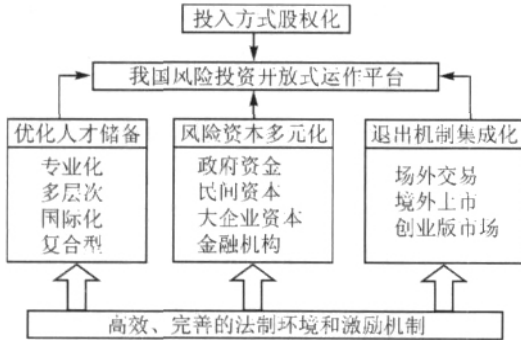 投入方式股权化
我国风险投资开放式运作平台
优化人才储备
专业化
多层次
国际化
复合型
风险资本多元化
政府资金
民间资本
大企业资本
金融机构
退出机制集成化
场外交易
境外上市
创业版市场
高效、完善的法制环境和激励机制